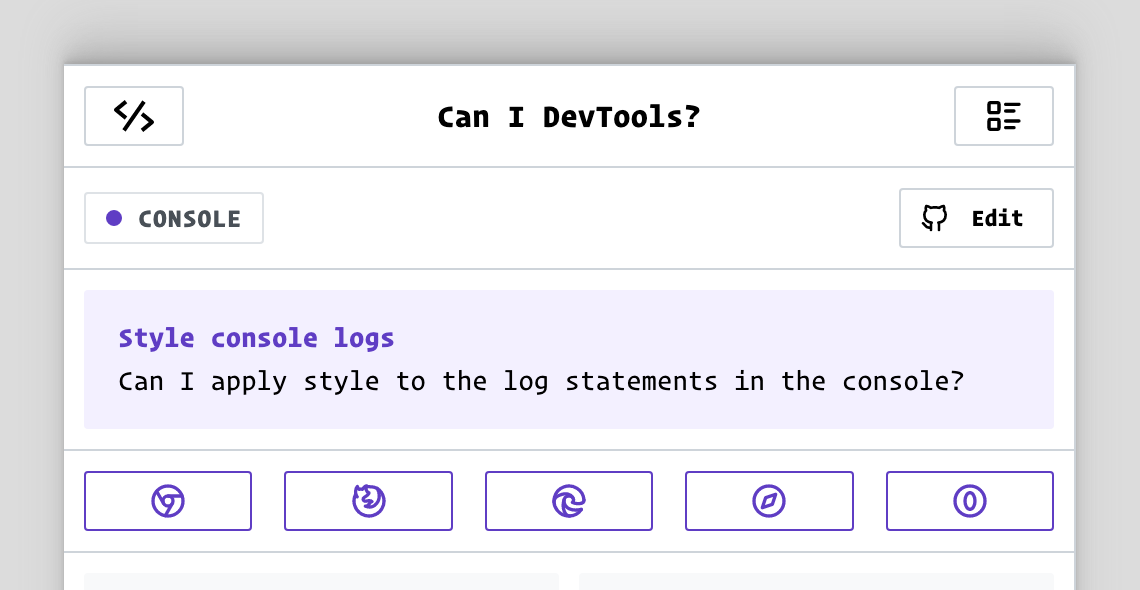 Can I DevTools?
CONSOLE
Edit
Style console logs
Can I apply style to the log statements in the console?